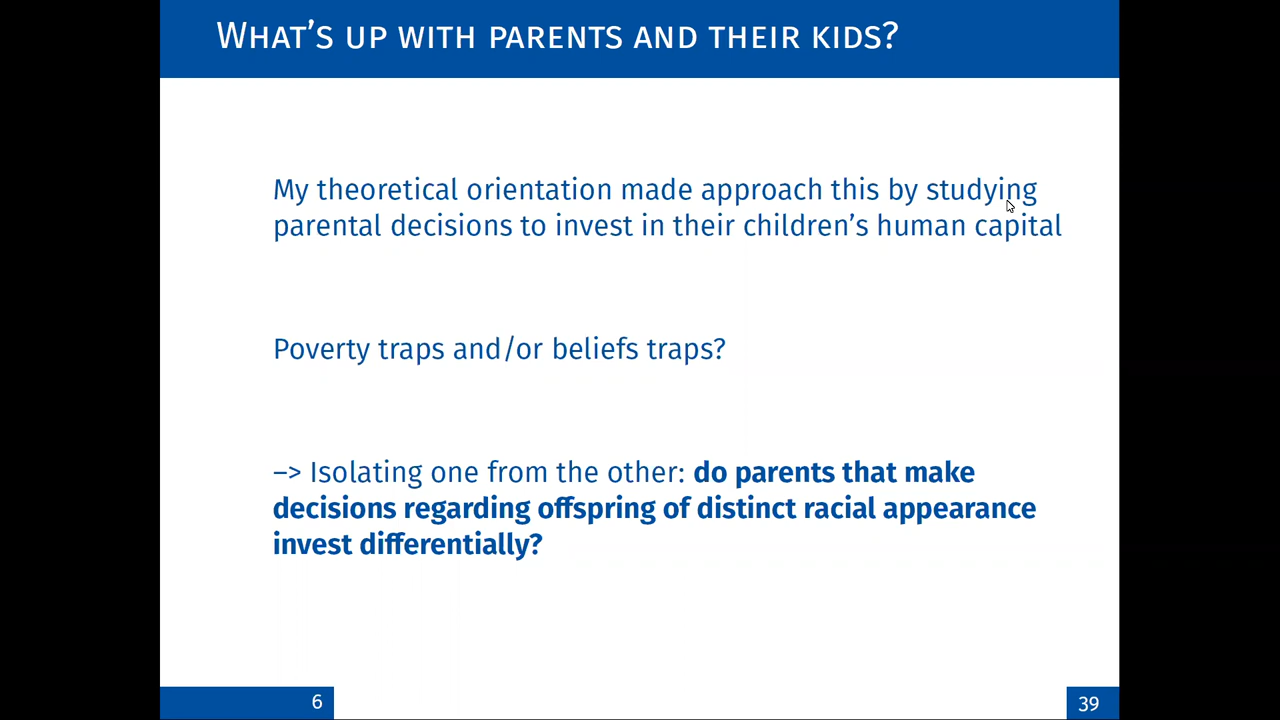 WHAT'S UP WITH PARENTS AND THEIR KIDS?
My theoretical orientation made approach this by studying
parental decisions to invest in their children's human capital
Poverty traps and/or beliefs traps?
–> Isolating one from the other: do parents that make
decisions regarding offspring of distinct racial appearance
invest differentially?
6
39